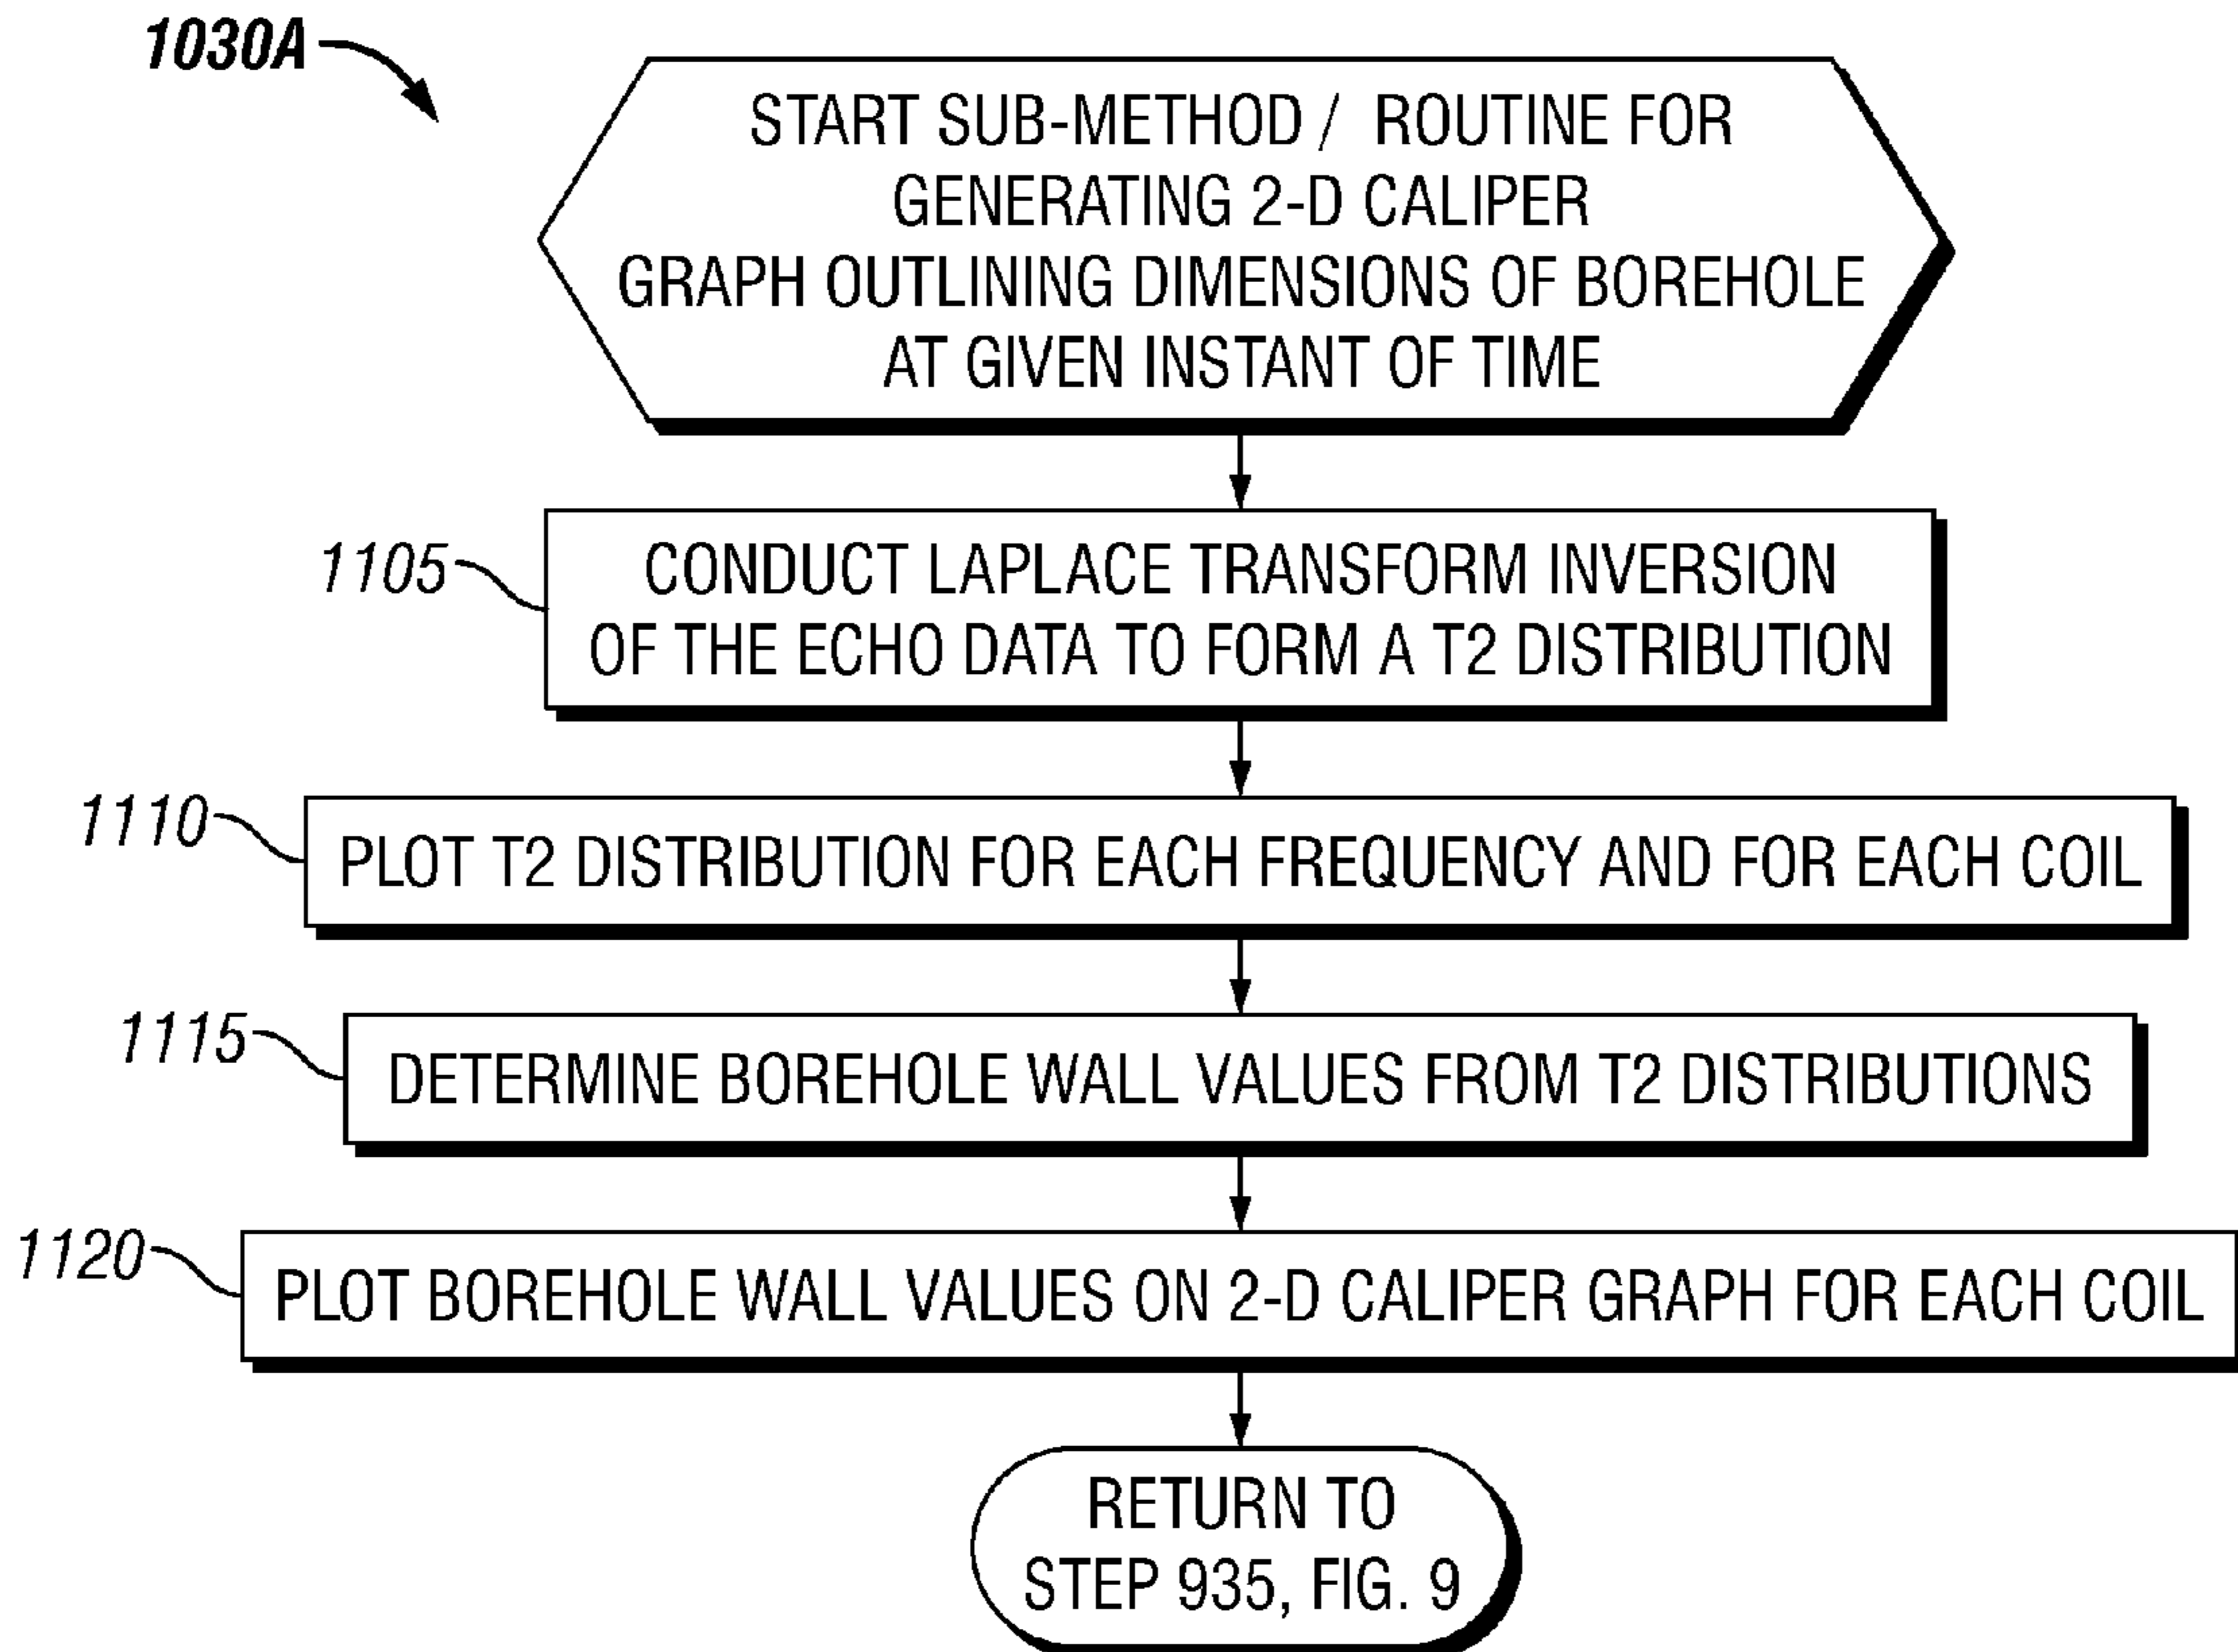 1030A
START SUB-METHOD / ROUTINE FOR
GENERATING 2-D CALIPER
GRAPH OUTLINING DIMENSIONS OF BOREHOLE
AT GIVEN INSTANT OF TIME
1105
CONDUCT LAPLACE TRANSFORM INVERSION
OF THE ECHO DATA TO FORM A T2 DISTRIBUTION
1110
PLOT T2 DISTRIBUTION FOR EACH FREQUENCY AND FOR EACH COIL
1115
DETERMINE BOREHOLE WALL VALUES FROM T2 DISTRIBUTIONS
1120
PLOT BOREHOLE WALL VALUES ON 2-D CALIPER GRAPH FOR EACH COIL
RETURN TO
STEP 935, FIG. 9